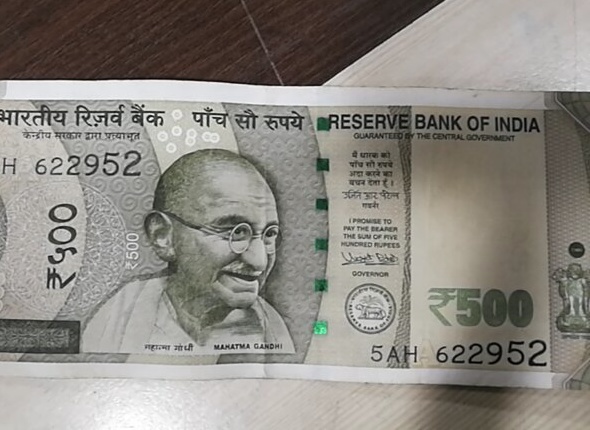 भारतीय रिज़र्व बैंक
केन्द्रीय सरकार द्वारा प्रत्याभूत
पाँच सौ रुपये
RESERVE BANK OF INDIA
GUARANTEED BY THE CENTRAL GOVERNMENT
H 622952
₹५००
₹500
मैं धारक को
पाँच सौ रुपये
अदा करने का
वचन देता हूँ।
गवर्नर
I PROMISE TO
PAY THE BEARER
THE SUM OF FIVE
HUNDRED RUPEES
GOVERNOR
₹500
महात्मा गाँधी
MAHATMA GANDHI
5AH 622952